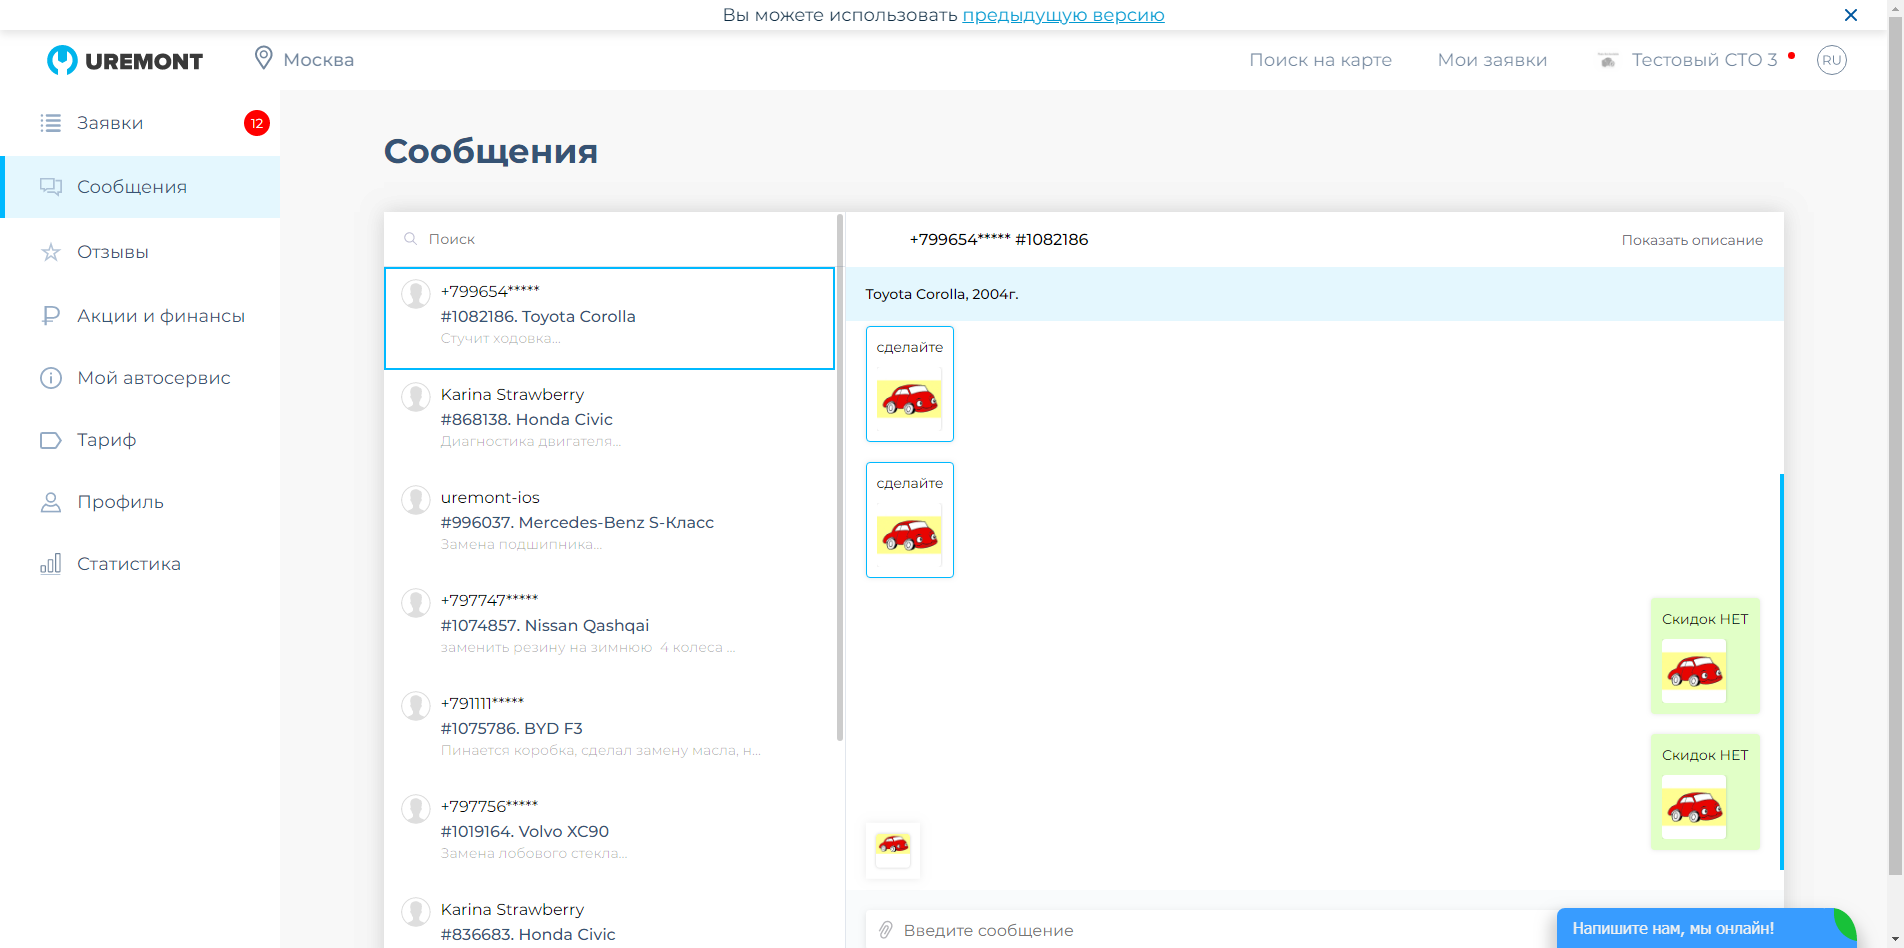 Вы можете использовать предыдущую версию
UREMONT
Москва
Поиск на карте
Мои заявки
Тестовый СТО 3
RU
Заявки
12
Сообщения
Отзывы
Акции и финансы
Мой автосервис
Тариф
Профиль
Статистика
Сообщения
Поиск
+799654*****
#1082186. Toyota Corolla
Стучит ходовка...
Karina Strawberry
#868138. Honda Civic
Диагностика двигателя...
uremont-ios
#996037. Mercedes-Benz S-Класс
Замена подшипника...
+797747*****
#1074857. Nissan Qashqai
заменить резину на зимнюю 4 колеса ...
+791111*****
#1075786. BYD F3
Пинается коробка, сделал замену масла, н...
+797756*****
#1019164. Volvo XC90
Замена лобового стекла...
Karina Strawberry
#836683. Honda Civic
+799654***** #1082186
Показать описание
Toyota Corolla, 2004г.
сделайте
сделайте
Скидок НЕТ
Скидок НЕТ
Введите сообщение
Напишите нам, мы онлайн!